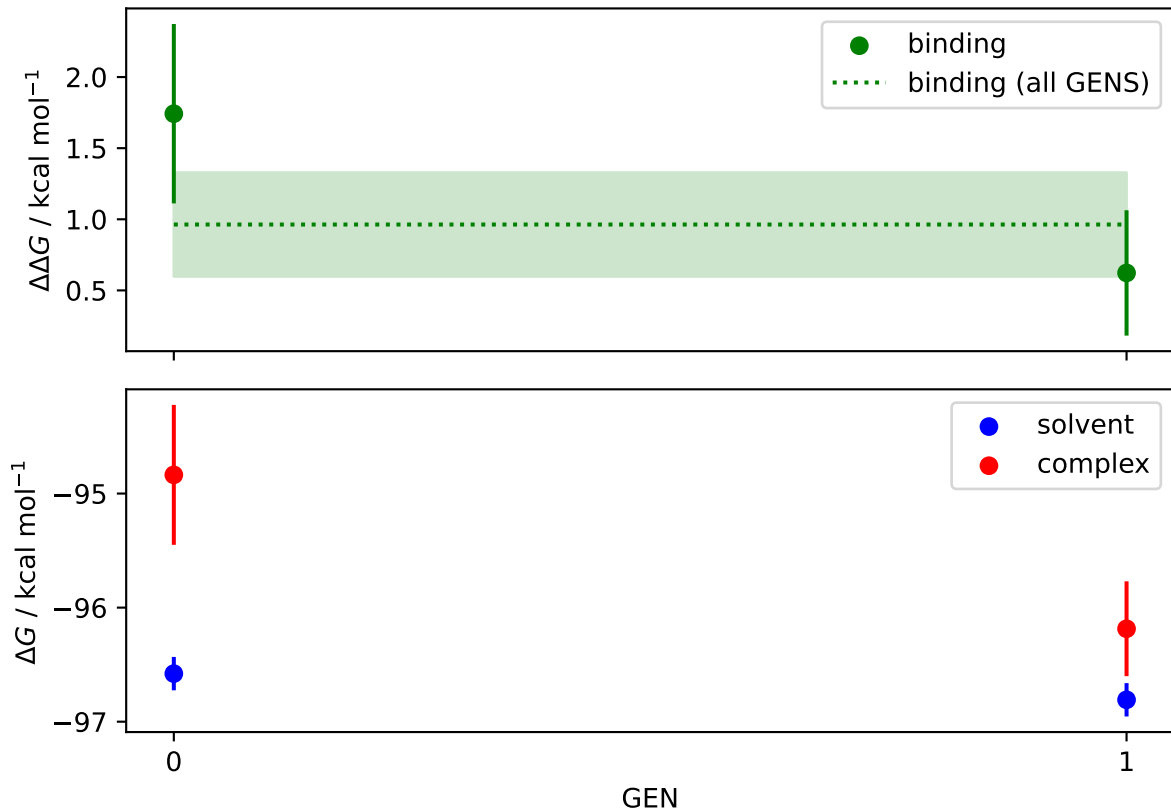 ΔΔG / kcal mol⁻¹
2.0
1.5
1.0
0.5
binding
binding (all GENS)
ΔG / kcal mol⁻¹
−95
−96
−97
solvent
complex
0
1
GEN